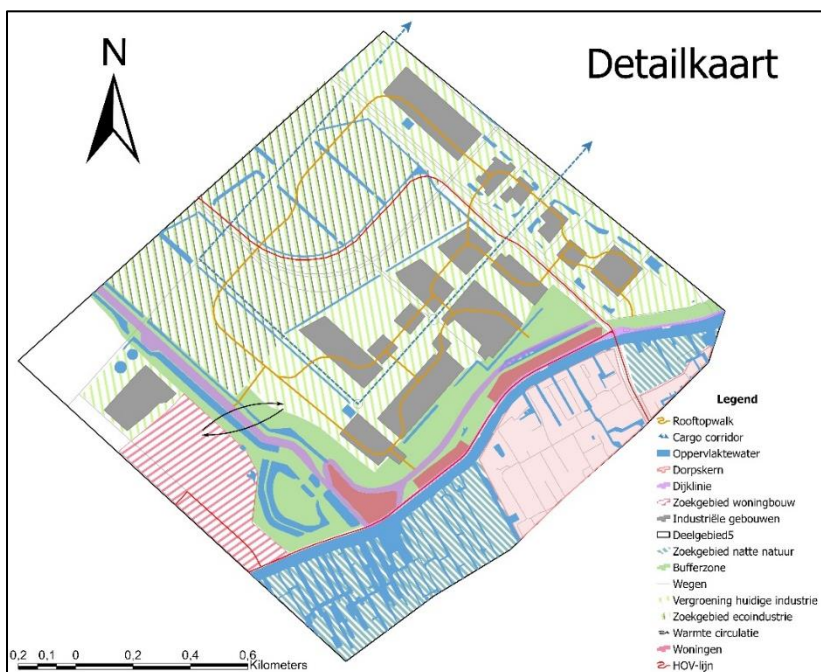 N
Detailkaart
Legend
Rooftopwalk
Cargo corridor
Oppervlaktewater
Dorpskern
Dijklinie
Zoekgebied woningbouw
Industriële gebouwen
Deelgebied5
Zoekgebied natte natuur
Bufferzone
Wegen
Vergroening huidige industrie
Zoekgebied ecoindustrie
Warmte circulatie
Woningen
HOV-lijn
0,2 0,1 0 0,2 0,4 0,6
Kilometers